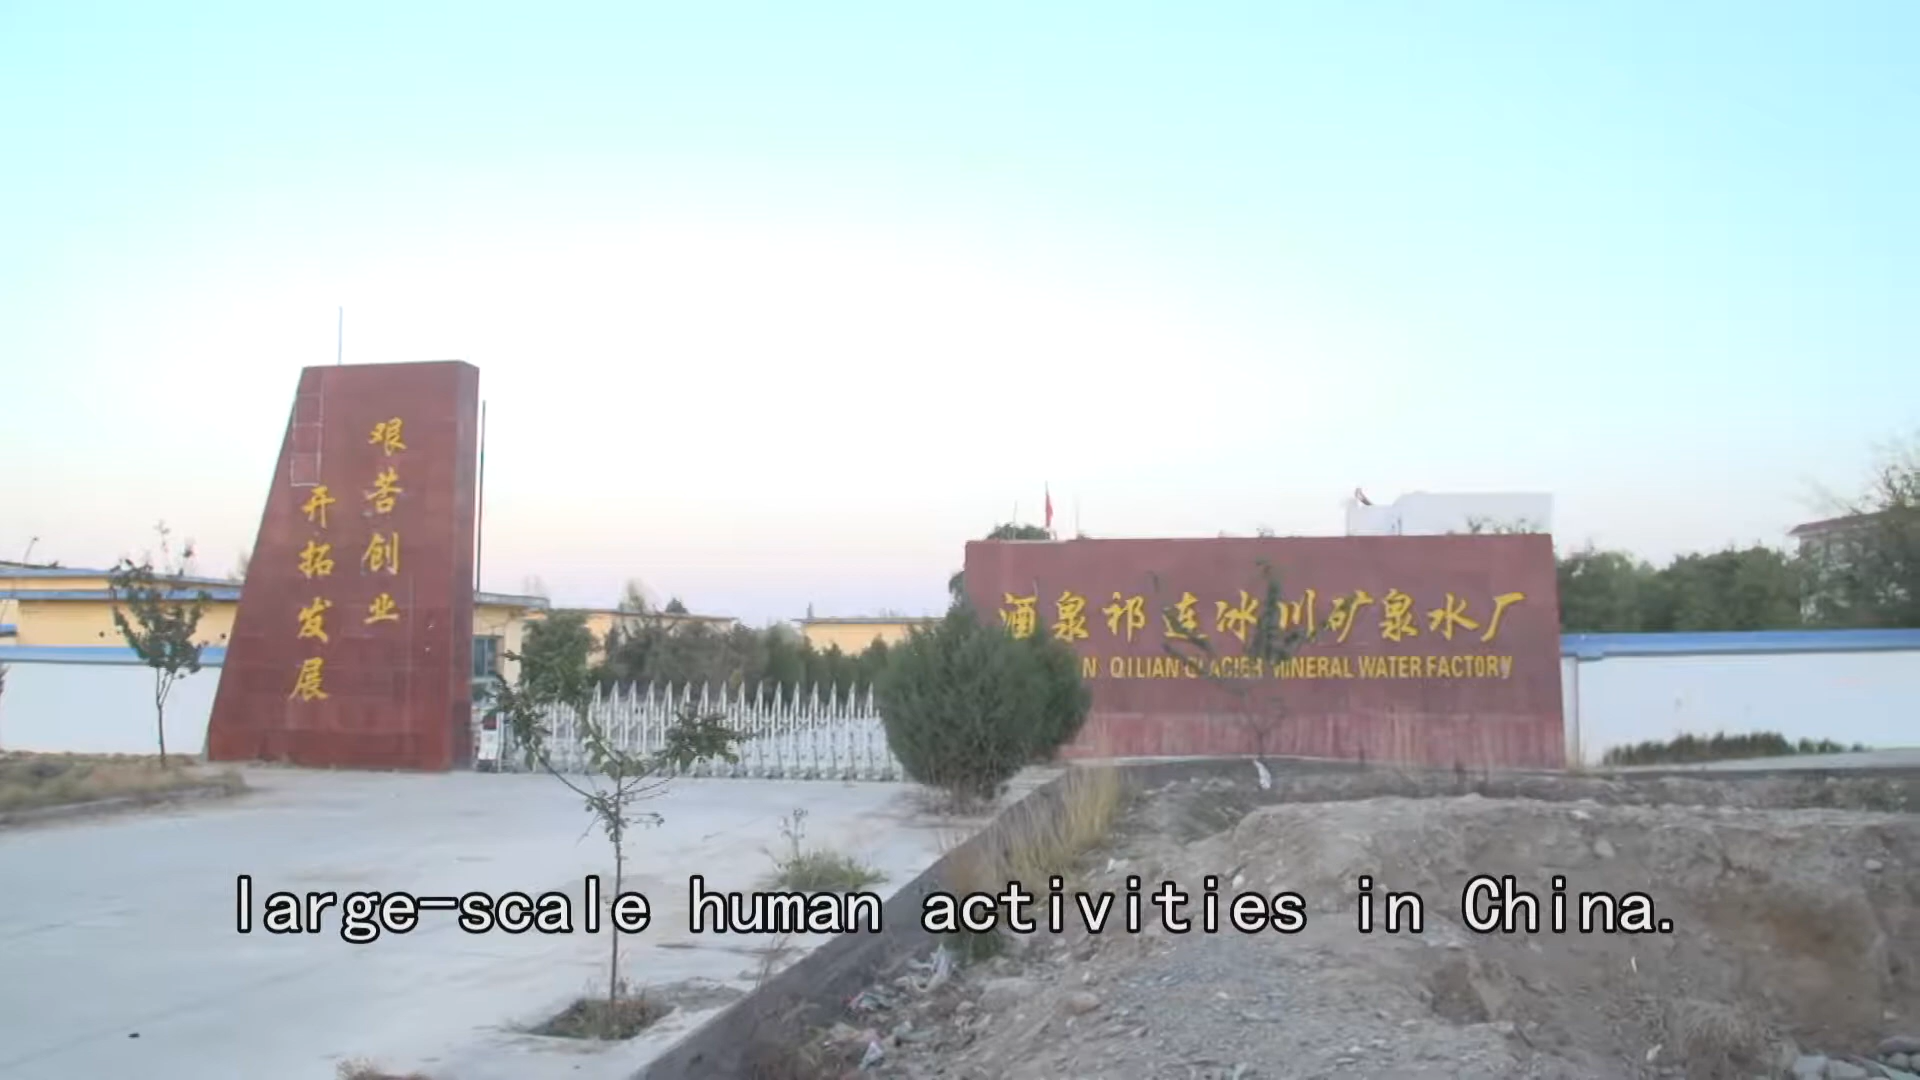 艰苦创业
开拓发展
酒泉祁连冰川矿泉水厂
QILIAN GLACIER MINERAL WATER FACTORY
large-scale human activities in China.